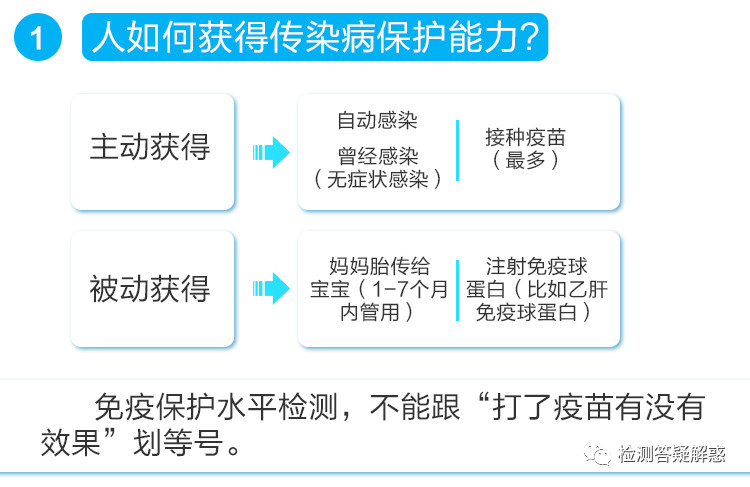 1 人如何获得传染病保护能力?
主动获得
自动感染
曾经感染
（无症状感染）
接种疫苗
（最多）
被动获得
妈妈胎传给
宝宝（1-7个月
内管用）
注射免疫球
蛋白（比如乙肝
免疫球蛋白）
免疫保护水平检测，不能跟“打了疫苗有没有
效果”划等号。
检测答疑解惑